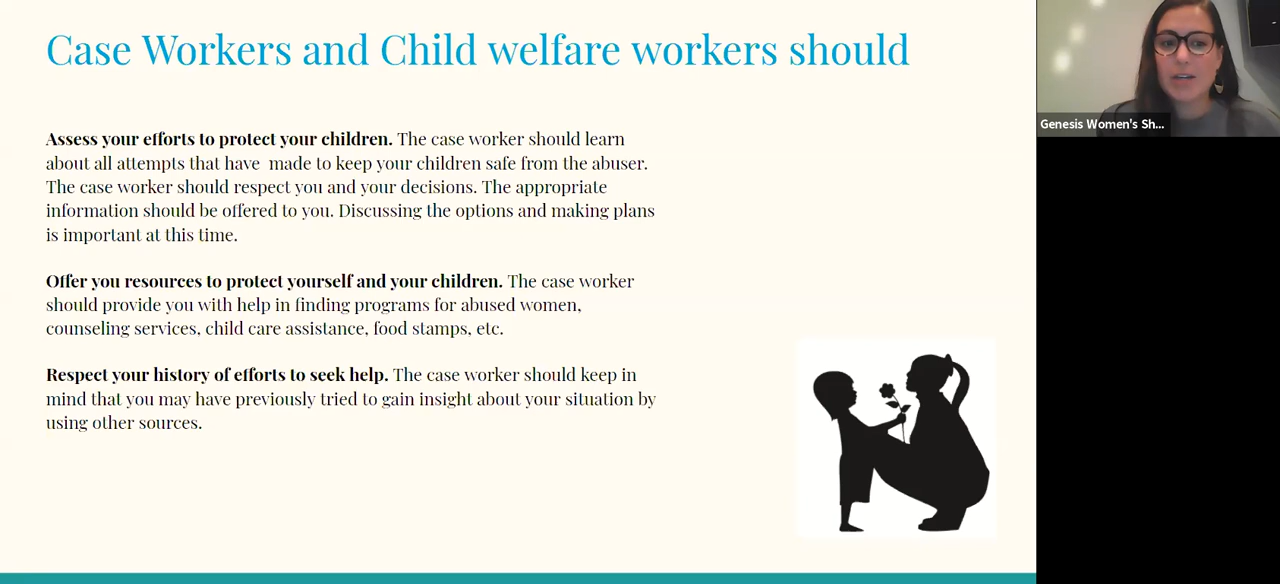 Case Workers and Child welfare workers should
Assess your efforts to protect your children. The case worker should learn
about all attempts that have  made to keep your children safe from the abuser.
The case worker should respect you and your decisions. The appropriate
information should be offered to you. Discussing the options and making plans
is important at this time.
Offer you resources to protect yourself and your children. The case worker
should provide you with help in finding programs for abused women,
counseling services, child care assistance, food stamps, etc.
Respect your history of efforts to seek help. The case worker should keep in
mind that you may have previously tried to gain insight about your situation by
using other sources.
Genesis Women's Sh...